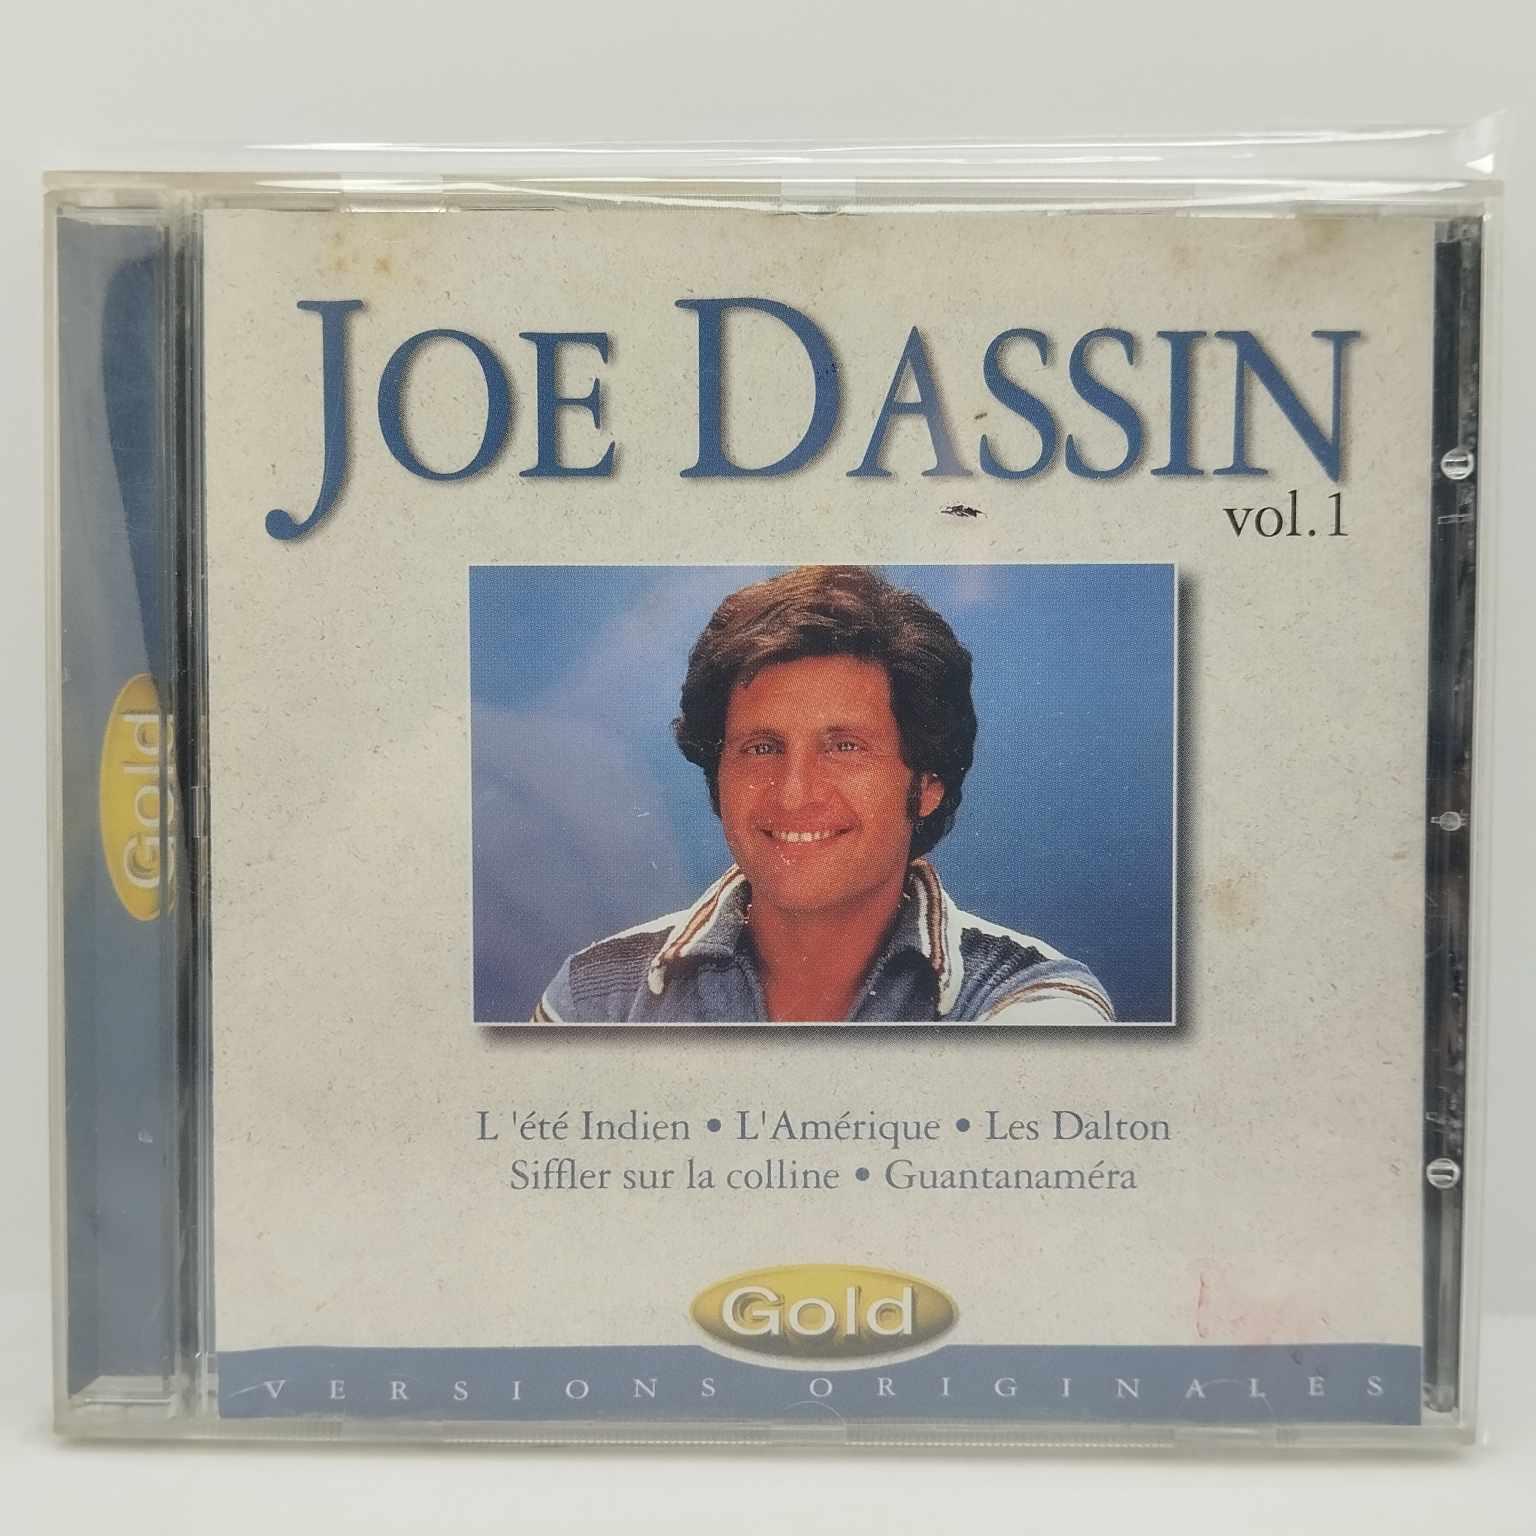 JOE DASSIN
vol.1
L 'été Indien • L'Amérique • Les Dalton
Siffler sur la colline • Guantanaméra
Gold
VERSIONS ORIGINALES
Gold